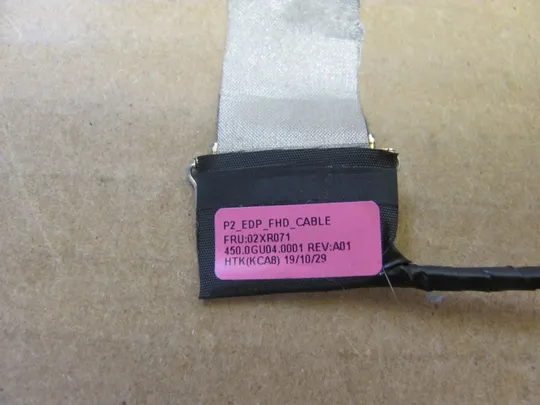 P2_EDP_FHD_CABLE
FRU:02XR071
450.0GU04.0001 REV:A01
HTK(KCA8) 19/10/29